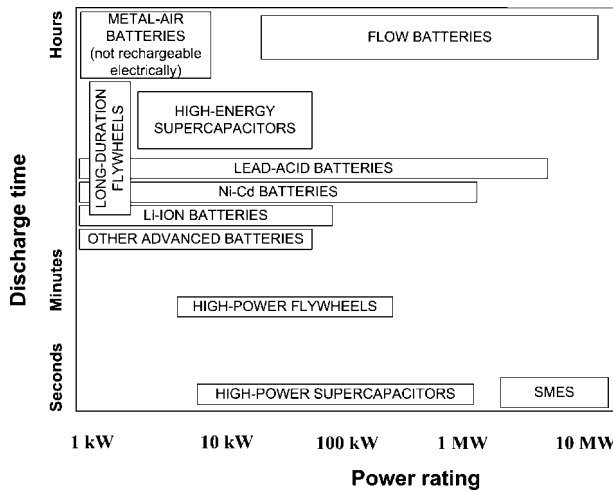 METAL-AIR
BATTERIES
(not rechargeable
electrically)
FLOW BATTERIES
LONG-DURATION
FLYWHEELS
HIGH-ENERGY
SUPERCAPACITORS
LEAD-ACID BATTERIES
Ni-Cd BATTERIES
Li-ION BATTERIES
OTHER ADVANCED BATTERIES
HIGH-POWER FLYWHEELS
HIGH-POWER SUPERCAPACITORS
SMES
Discharge time
Hours
Minutes
Seconds
1 kW
10 kW
100 kW
1 MW
10 MW
Power rating